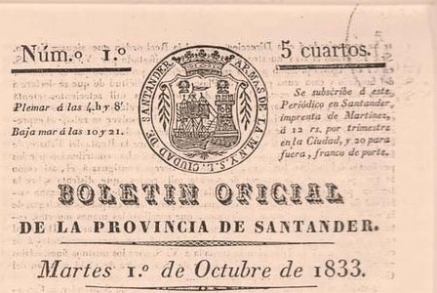 Núm.º 1.º
5 cuartos.
Plemar á las 4.h y 8'.
Baja mar á las 10 y 21.
ARMAS DE LA M.N.Y.S.L. CIUDAD DE SANTANDER.
Se subscribe á este
Periódico en Santander,
imprenta de Martinez,
á 12 rs. por trimestre
en la Ciudad, y 20 para
fuera, franco de porte.
BOLETIN OFICIAL
DE LA PROVINCIA DE SANTANDER.
Martes 1.º de Octubre de 1833.